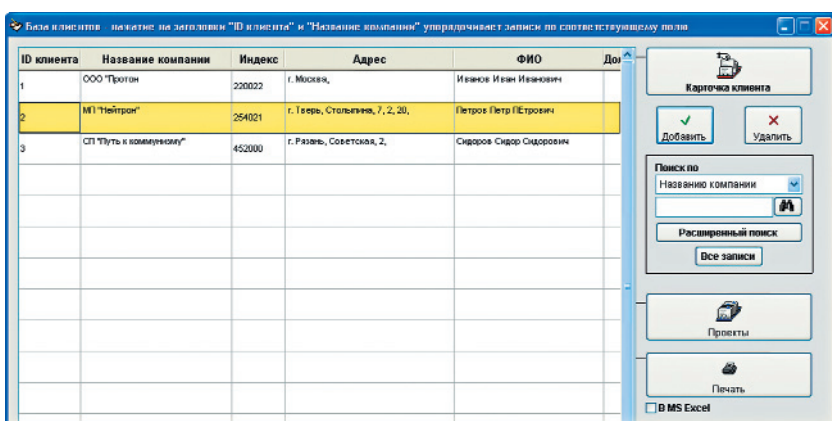 База клиентов - нажатие на заголовки "ID клиента" и "Название компании" упорядочивает записи по соответствующему полю
ID клиента Название компании Индекс Адрес ФИО Дол
1 ООО "Протон 220022 г. Москва, Иванов Иван Иванович
2 МП "Нейтрон" 254021 г. Тверь, Столыпина, 7, 2, 20, Петров Петр ПЕтрович
3 СП "Путь к коммунизму" 452000 г. Рязань, Советская, 2, Сидоров Сидор Сидорович
Карточка клиента
Добавить Удалить
Поиск по
Названию компании
Расширенный поиск
Все записи
Проекты
Печать
В MS Excel